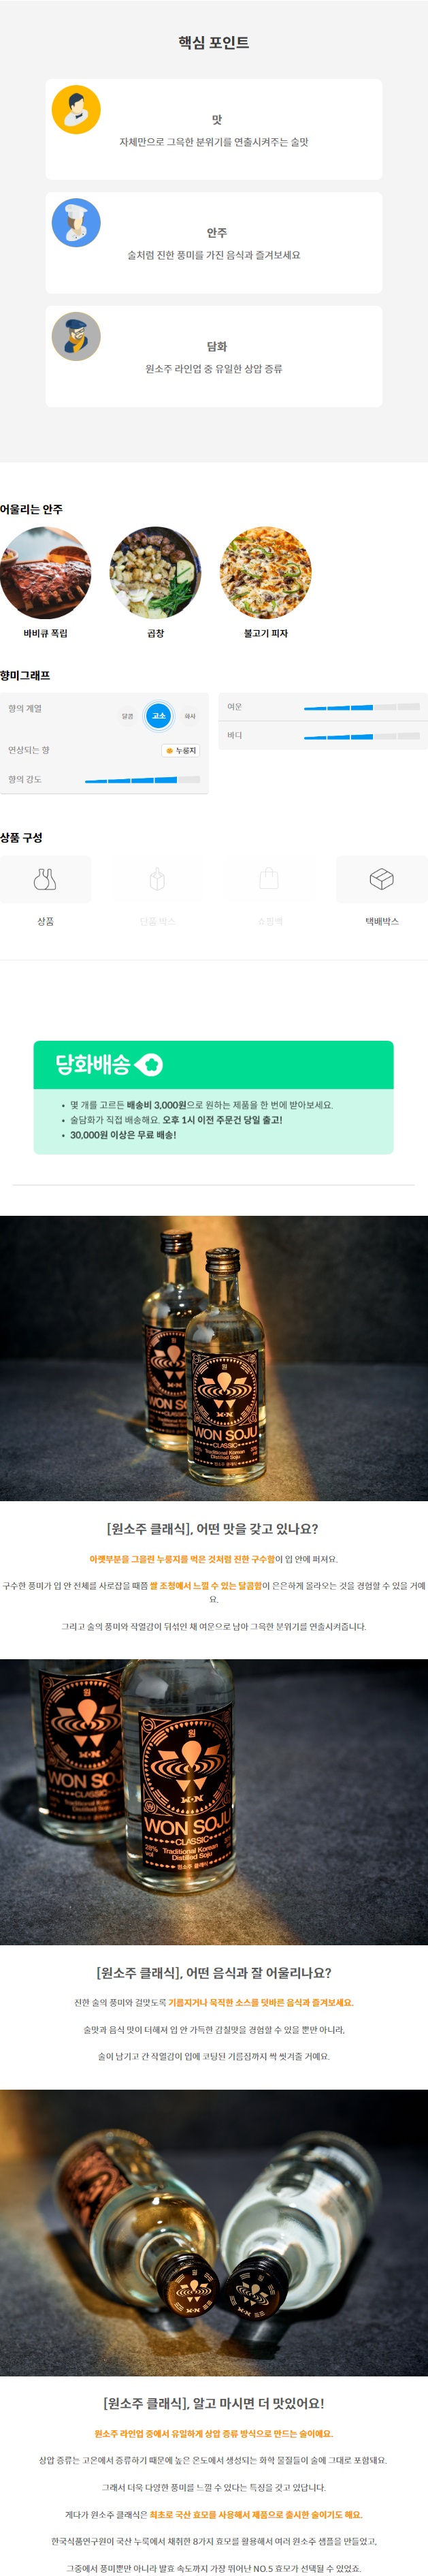 핵심 포인트
맛
자체만으로 그윽한 분위기를 연출시켜주는 술맛
안주
술처럼 진한 풍미를 가진 음식과 즐겨보세요
담화
원소주 라인업 중 유일한 상압 증류
어울리는 안주
바비큐 폭립
곱창
불고기 피자
향미그래프
향의 계열
달콤
고소
화사
연상되는 향
누룽지
향의 강도
여운
바디
상품 구성
상품
단품 박스
쇼핑백
택배박스
담화배송
몇 개를 고르든 배송비 3,000원으로 원하는 제품을 한 번에 받아보세요.
술담화가 직접 배송해요. 오후 1시 이전 주문건 당일 출고!
30,000원 이상은 무료 배송!
원
WON SOJU
CLASSIC
Traditional Korean
Distilled Soju
원소주 클래식
[원소주 클래식], 어떤 맛을 갖고 있나요?
아랫부분을 그을린 누룽지를 먹은 것처럼 진한 구수함이 입 안에 퍼져요.
구수한 풍미가 입 안 전체를 사로잡을 때쯤 쌀 조청에서 느낄 수 있는 달콤함이 은은하게 올라오는 것을 경험할 수 있을 거예
요.
그리고 술의 풍미와 작열감이 뒤섞인 채 여운으로 남아 그윽한 분위기를 연출시켜줍니다.
원
WON SOJU
CLASSIC
28%
vol
Traditional Korean
Distilled Soju
원소주 클래식
[원소주 클래식], 어떤 음식과 잘 어울리나요?
진한 술의 풍미와 걸맞도록 기름지거나 묵직한 소스를 덧바른 음식과 즐겨보세요.
술맛과 음식 맛이 더해져 입 안 가득한 감칠맛을 경험할 수 있을 뿐만 아니라,
술이 남기고 간 작열감이 입에 코팅된 기름점까지 싹 씻겨줄 거예요.
[원소주 클래식], 알고 마시면 더 맛있어요!
원소주 라인업 중에서 유일하게 상압 증류 방식으로 만드는 술이에요.
상압 증류는 고온에서 증류하기 때문에 높은 온도에서 생성되는 화학 물질들이 술에 그대로 포함돼요.
그래서 더욱 다양한 풍미를 느낄 수 있다는 특징을 갖고 있답니다.
게다가 원소주 클래식은 최초로 국산 효모를 사용해서 제품으로 출시한 술이기도 해요.
한국식품연구원이 국산 누룩에서 채취한 8가지 효모를 활용해서 여러 원소주 샘플을 만들었고,
그중에서 풍미뿐만 아니라 발효 속도까지 가장 뛰어난 NO.5 효모가 선택될 수 있었죠.